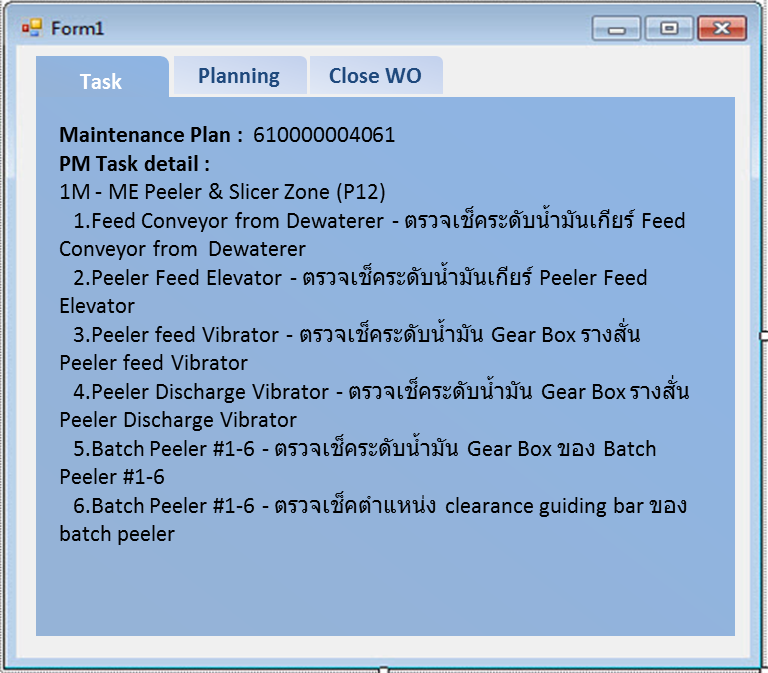 Form1
Task
Planning
Close WO
Maintenance Plan : 610000004061
PM Task detail :
1M - ME Peeler & Slicer Zone (P12)
1.Feed Conveyor from Dewaterer - ตรวจเช็คระดับน้ำมันเกียร์ Feed
Conveyor from Dewaterer
2.Peeler Feed Elevator - ตรวจเช็คระดับน้ำมันเกียร์ Peeler Feed
Elevator
3.Peeler feed Vibrator - ตรวจเช็คระดับน้ำมัน Gear Box รางสั่น
Peeler feed Vibrator
4.Peeler Discharge Vibrator - ตรวจเช็คระดับน้ำมัน Gear Box รางสั่น
Peeler Discharge Vibrator
5.Batch Peeler #1-6 - ตรวจเช็คระดับน้ำมัน Gear Box ของ Batch
Peeler #1-6
6.Batch Peeler #1-6 - ตรวจเช็คตำแหน่ง clearance guiding bar ของ
batch peeler